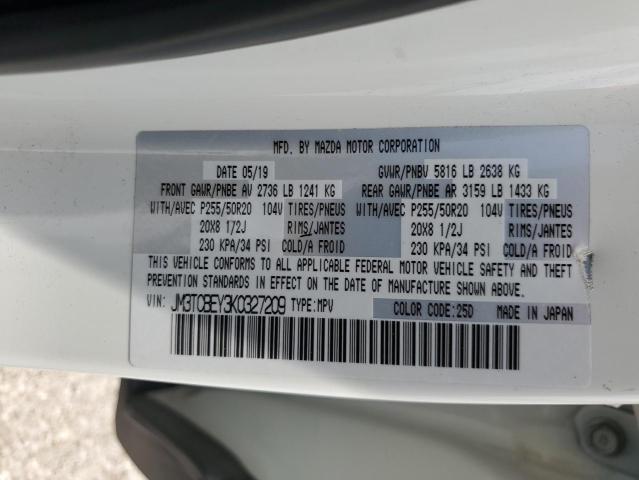 MFD. BY MAZDA MOTOR CORPORATION
DATE 05/19 GVWR/PNBV 5816 LB 2638 KG
FRONT GAWR/PNBE AV 2736 LB 1241 KG REAR GAWR/PNBE AR 3159 LB 1433 KG
WITH/AVEC P255/50R20 104V TIRES/PNEUS WITH/AVEC P255/50R20 104V TIRES/PNEUS
20X8 1/2J RIMS/JANTES 20X8 1/2J RIMS/JANTES
230 KPA/34 PSI COLD/A FROID 230 KPA/34 PSI COLD/A FROID
THIS VEHICLE CONFORMS TO ALL APPLICABLE FEDERAL MOTOR VEHICLE SAFETY AND THEFT
PREVENTION STANDARDS IN EFFECT ON THE DATE OF MANUFACTURE SHOWN ABOVE.
VIN: JM3TCBEY3K0327209 TYPE:MPV COLOR CODE:25D MADE IN JAPAN